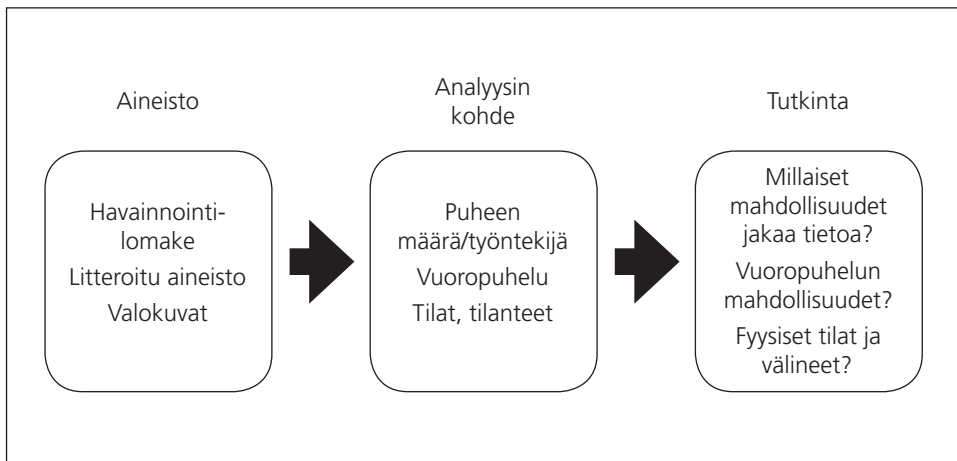 Aineisto
Havainnointi-
lomake
Litteroitu aineisto
Valokuvat
Analyysin
kohde
Puheen
määrä/työntekijä
Vuoropuhelu
Tilat, tilanteet
Tutkinta
Millaiset
mahdollisuudet
jakaa tietoa?
Vuoropuhelun
mahdollisuudet?
Fyysiset tilat ja
välineet?